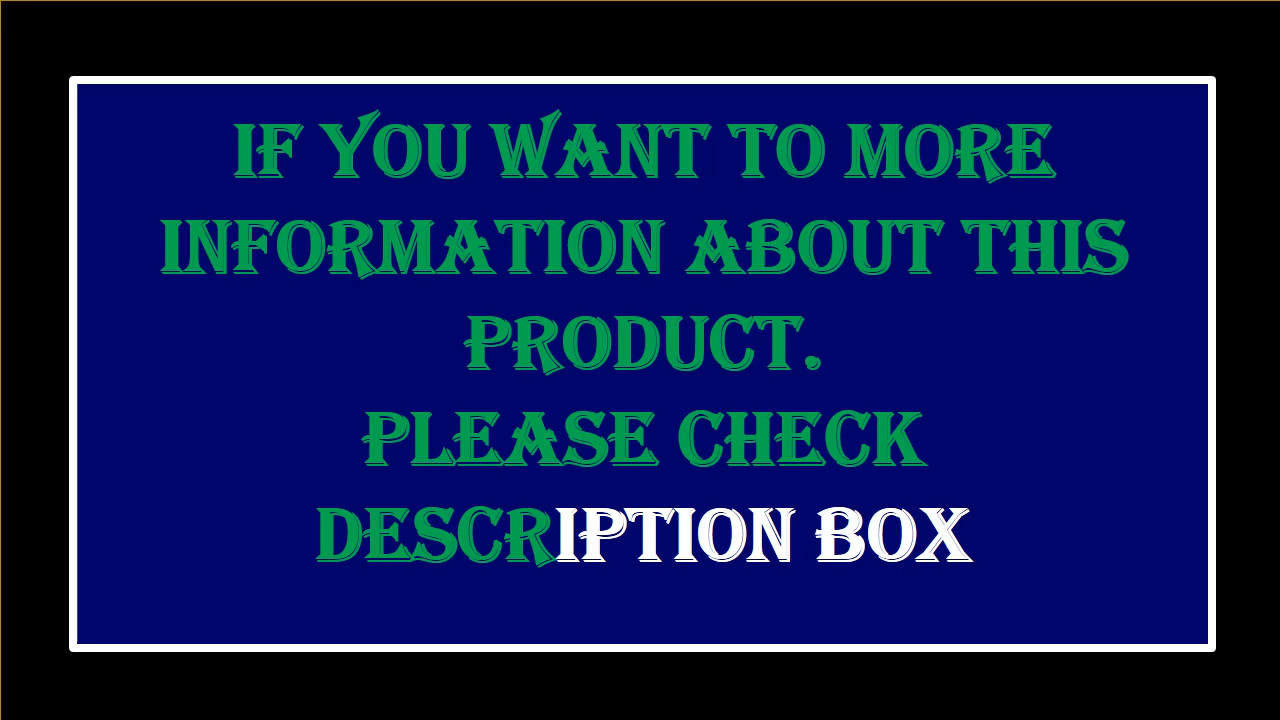 IF YOU WANT TO MORE
INFORMATION ABOUT THIS
PRODUCT.
PLEASE CHECK
DESCRIPTION BOX